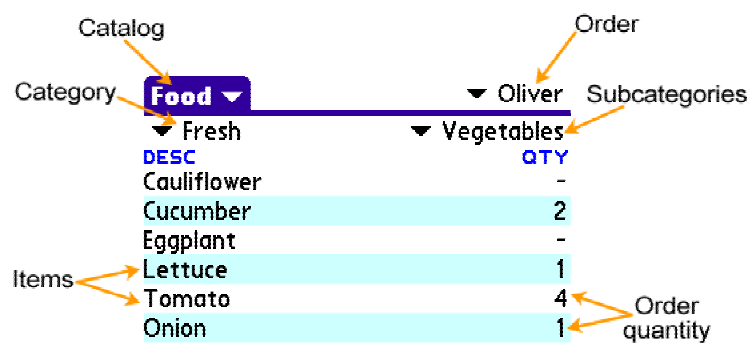 Catalog
Order
Category
Food
Oliver
Subcategories
Fresh
Vegetables
DESC QTY
Cauliflower -
Cucumber 2
Eggplant -
Items
Lettuce 1
Tomato 4
Order
quantity
Onion 1